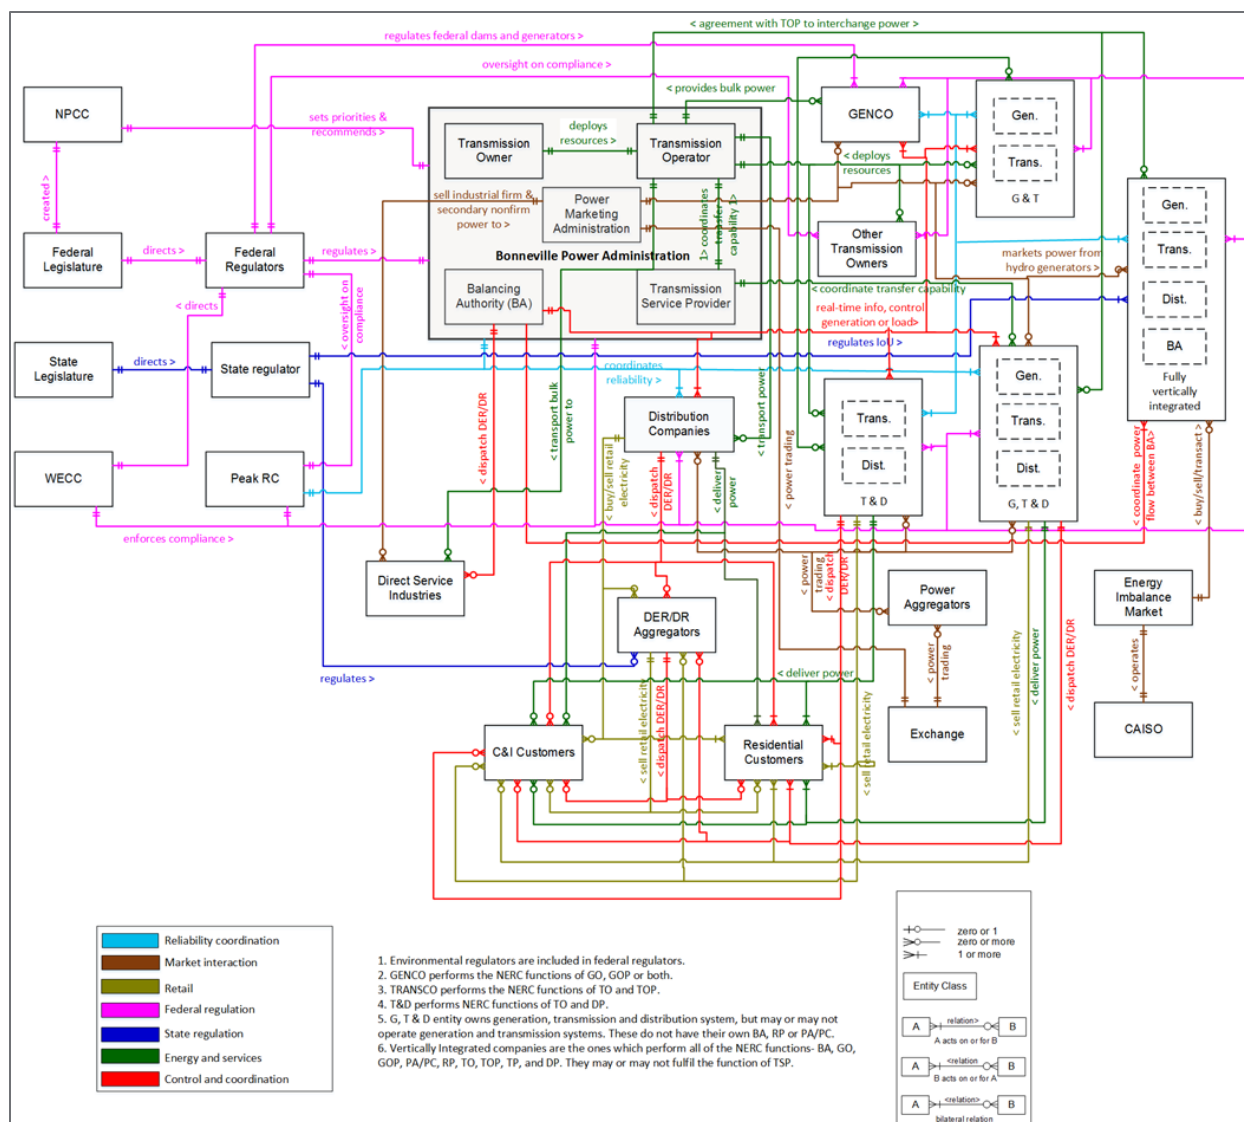 < agreement with TOP to interchange power >
regulates federal dams and generators >
oversight on compliance >
< provides bulk power
NPCC
sets priorities &
recommends >
Transmission
Owner
deploys
resources >
Transmission
Operator
GENCO
Gen.
Trans.
G & T
< deploys
resources
created >
sell industrial firm &
secondary nonfirm
power to >
Power
Marketing
Administration
1> coordinates
transfer
capability 1>
Federal
Legislature
directs >
Federal
Regulators
regulates >
Bonneville Power Administration
Other
Transmission
Owners
Gen.
Trans.
Dist.
BA
Fully
vertically
integrated
markets power from
hydro generators >
Balancing
Authority (BA)
Transmission
Service Provider
< coordinate transfer capability
< directs
< oversight on
compliance
real-time info, control
generation or load>
regulates IoU >
State
Legislature
directs >
State regulator
coordinates
reliability >
Gen.
Trans.
Dist.
G, T & D
Trans.
Dist.
T & D
< dispatch DER/DR
< transport bulk
power to
Distribution
Companies
< transport power
WECC
Peak RC
< buy/sell retail
electricity
< dispatch
DER/DR
< deliver
power
< power trading
< coordinate power
flow between BA>
< buy/sell/transact >
enforces compliance >
Direct Service
Industries
< power
trading
< dispatch
DER/DR
Power
Aggregators
Energy
Imbalance
Market
DER/DR
Aggregators
regulates >
< deliver power
< power
trading
< operates
< sell retail electricity
< deliver power
< dispatch DER/DR
C&I Customers
< sell retail electricity
< dispatch DER/DR
Residential
Customers
< sell retail electricity
Exchange
CAISO
Reliability coordination
Market interaction
Retail
Federal regulation
State regulation
Energy and services
Control and coordination
1. Environmental regulators are included in federal regulators.
2. GENCO performs the NERC functions of GO, GOP or both.
3. TRANSCO performs the NERC functions of TO and TOP.
4. T&D performs NERC functions of TO and DP.
5. G, T & D entity owns generation, transmission and distribution system, but may or may not
operate generation and transmission systems. These do not have their own BA, RP or PA/PC.
6. Vertically Integrated companies are the ones which perform all of the NERC functions- BA, GO,
GOP, PA/PC, RP, TO, TOP, TP, and DP. They may or may not fulfil the function of TSP.
zero or 1
zero or more
1 or more
Entity Class
A
relation>
B
A acts on or for B
A
<relation
B
B acts on or for A
A
<relation>
B
bilateral relation